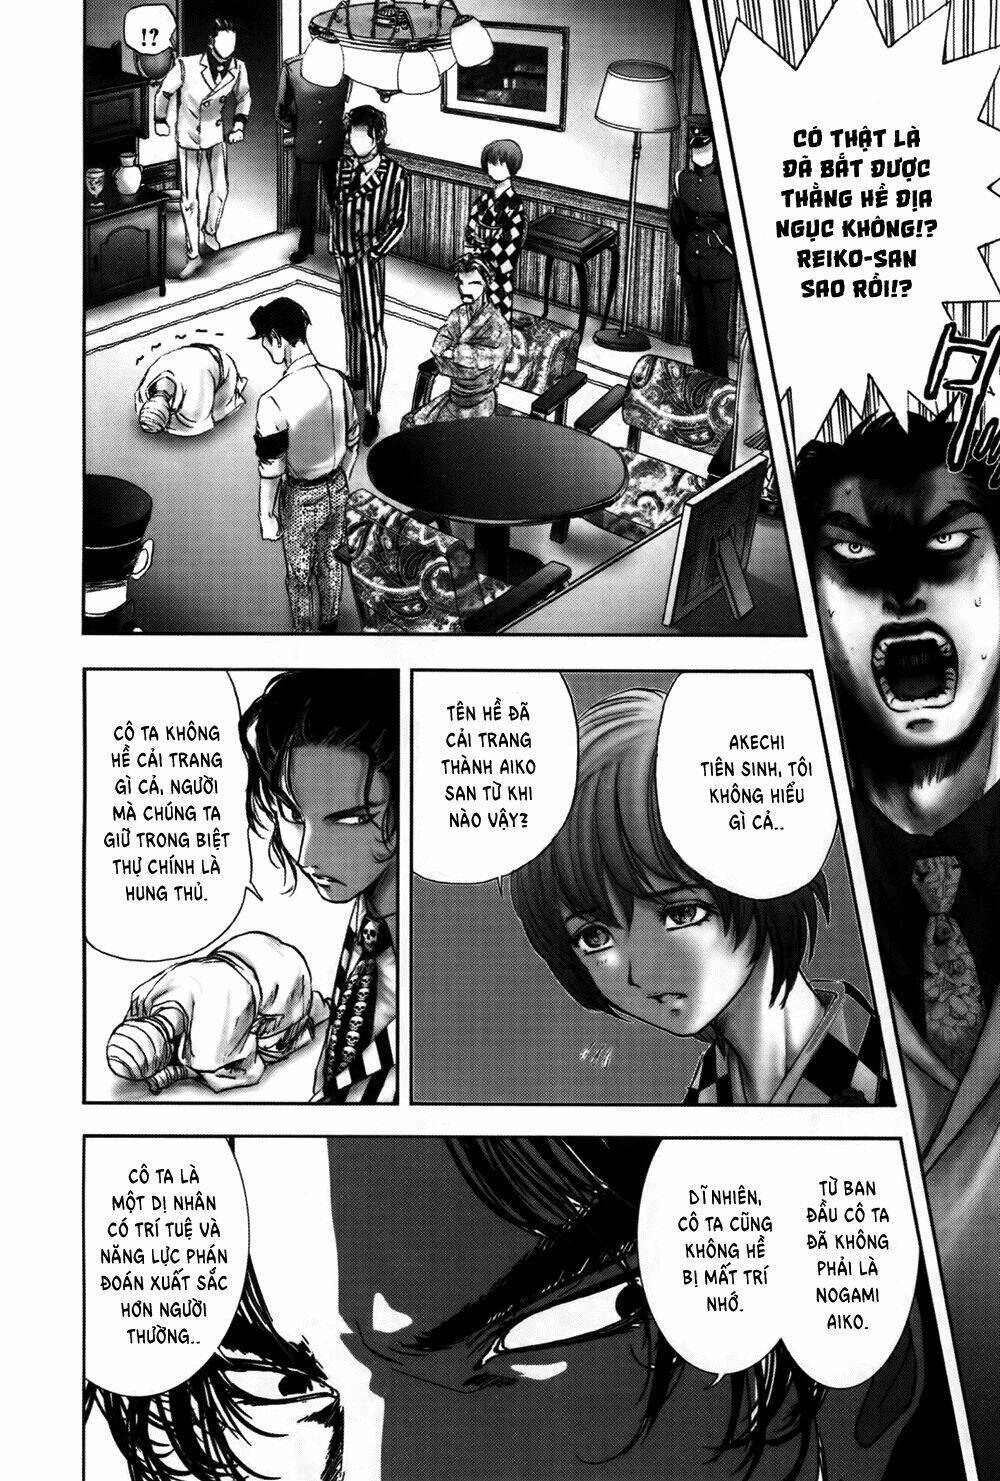 CÓ THẬT LÀ
ĐÃ BẮT ĐƯỢC
THẰNG HỀ ĐỊA
NGỤC KHÔNG!?
REIKO-SAN
SAO RỒI!?
!?
AKECHI
TIÊN SINH, TÔI
KHÔNG HIỂU
GÌ CẢ..
TÊN HỀ ĐÃ
CẢI TRANG
THÀNH AIKO
SAN TỪ KHI
NÀO VẬY?
CÔ TA KHÔNG
HỀ CẢI TRANG
GÌ CẢ, NGƯỜI
MÀ CHÚNG TA
GIỮ TRONG BIỆT
THỰ CHÍNH LÀ
HUNG THỦ.
TỪ BAN
ĐẦU CÔ TA
ĐÃ KHÔNG
PHẢI LÀ
NOGAMI
AIKO.
DĨ NHIÊN,
CÔ TA CŨNG
KHÔNG HỀ
BỊ MẤT TRÍ
NHỚ.
CÔ TA LÀ
MỘT DỊ NHÂN
CÓ TRÍ TUỆ VÀ
NĂNG LỰC PHÁN
ĐOÁN XUẤT SẮC
HƠN NGƯỜI
THƯỜNG..